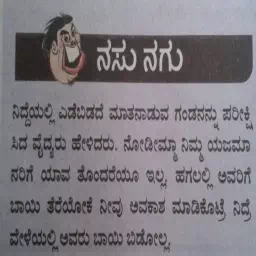 ನಸು ನಗು
ನಿದ್ದೆಯಲ್ಲಿ ಎಡೆಬಿಡದೆ ಮಾತನಾಡುವ ಗಂಡನನ್ನು ಪರೀಕ್ಷಿ
ಸಿದ ವೈದ್ಯರು ಹೇಳಿದರು. ನೋಡೀಮ್ಮಾ ನಿಮ್ಮ ಯಜಮಾ
ನರಿಗೆ ಯಾವ ತೊಂದರೆಯೂ ಇಲ್ಲ. ಹಗಲಲ್ಲಿ ಅವರಿಗೆ
ಬಾಯಿ ತೆರೆಯೋಕೆ ನೀವು ಅವಕಾಶ ಮಾಡಿಕೊಟ್ರೆ ನಿದ್ರೆ
ವೇಳೆಯಲ್ಲಿ ಅವರು ಬಾಯಿ ಬಿಡೋಲ್ಲ.